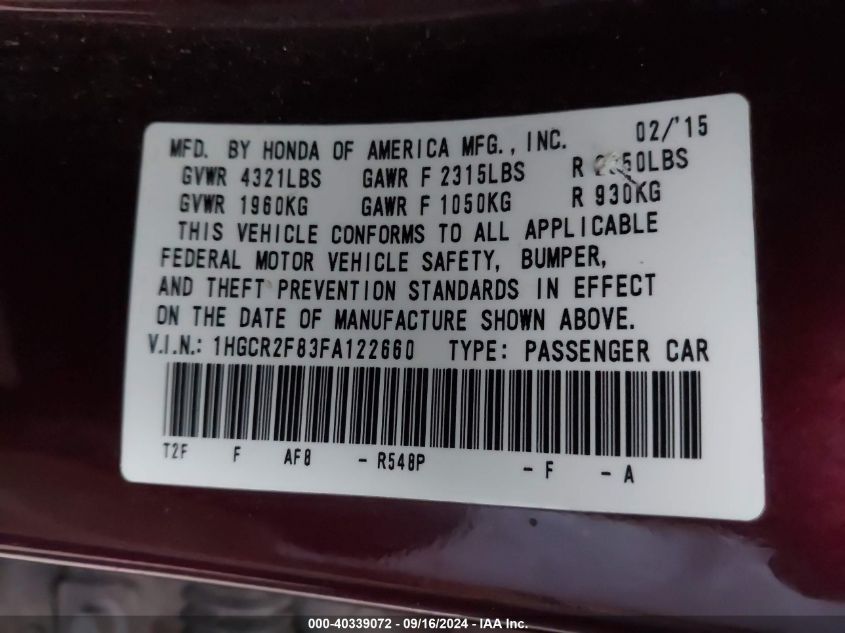 MFD. BY HONDA OF AMERICA MFG., INC. 02/'15
GVWR 4321LBS GAWR F 2315LBS R
GVWR 1960KG GAWR F 1050KG R 930KG
THIS VEHICLE CONFORMS TO ALL APPLICABLE
FEDERAL MOTOR VEHICLE SAFETY, BUMPER,
AND THEFT PREVENTION STANDARDS IN EFFECT
ON THE DATE OF MANUFACTURE SHOWN ABOVE.
V.I.N.: 1HGCR2F83FA122660 TYPE: PASSENGER CAR
T2F F AF8 - R548P - F - A
000-40339072 - 09/16/2024 - IAA Inc.